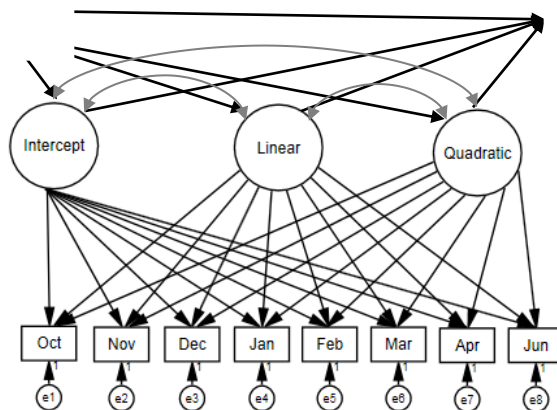 Intercept Linear Quadratic
Oct Nov Dec Jan Feb Mar Apr Jun
1 1 1 1 1 1 1 1
e1 e2 e3 e4 e5 e6 e7 e8